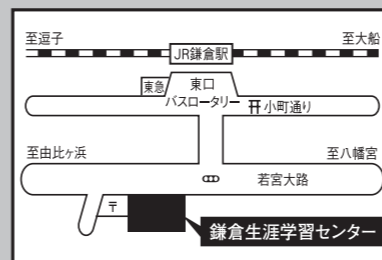 至逗子
至大船
JR鎌倉駅
東急
東口
バスロータリー
小町通り
至由比ヶ浜
至八幡宮
若宮大路
〒
鎌倉生涯学習センター